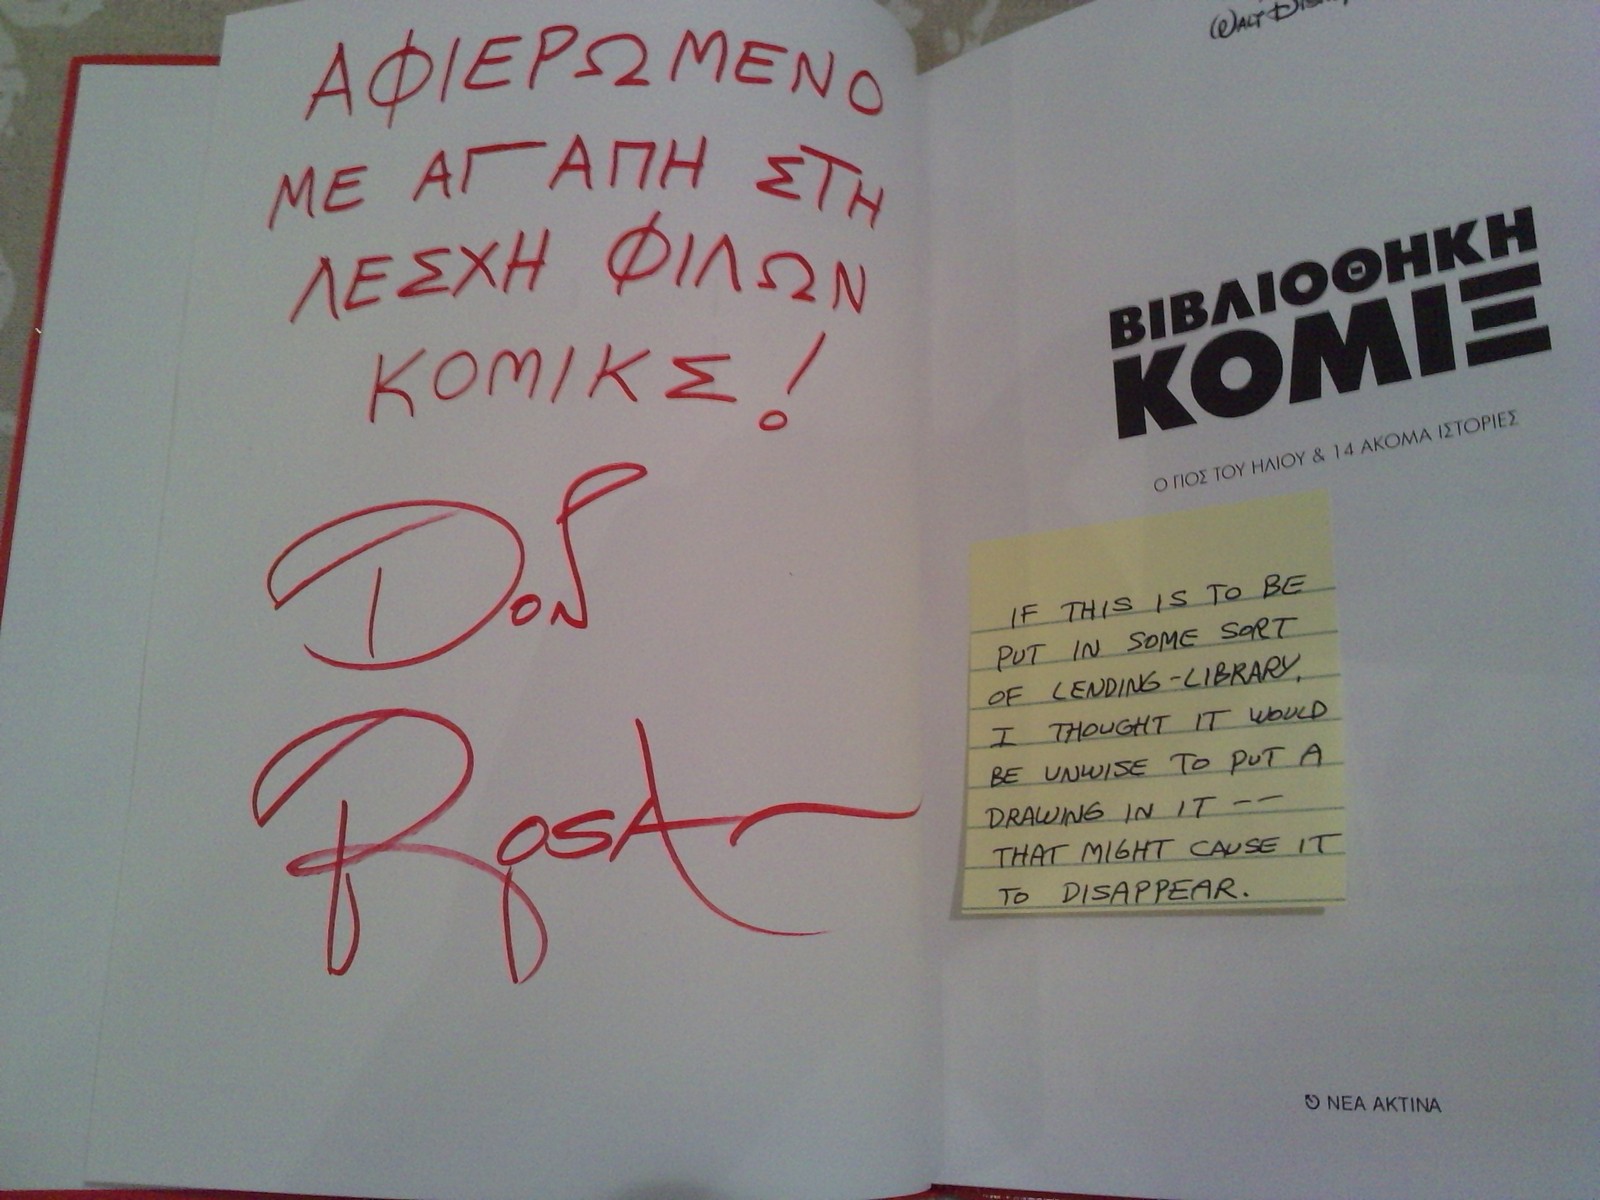 ΑΦΙΕΡΩΜΕΝΟ
ΜΕ ΑΓΑΠΗ ΣΤΗ
ΛΕΣΧΗ ΦΙΛΩΝ
ΚΟΜΙΚΣ!
DON
ROSA
WALT DISNEY
ΒΙΒΛΙΟΘΗΚΗ
ΚΟΜΙΞ
Ο ΓΙΟΣ ΤΟΥ ΗΛΙΟΥ & 14 ΑΚΟΜΑ ΙΣΤΟΡΙΕΣ
IF THIS IS TO BE
PUT IN SOME SORT
OF LENDING-LIBRARY,
I THOUGHT IT WOULD
BE UNWISE TO PUT A
DRAWING IN IT --
THAT MIGHT CAUSE IT
TO DISAPPEAR.
ΝΕΑ ΑΚΤΙΝΑ